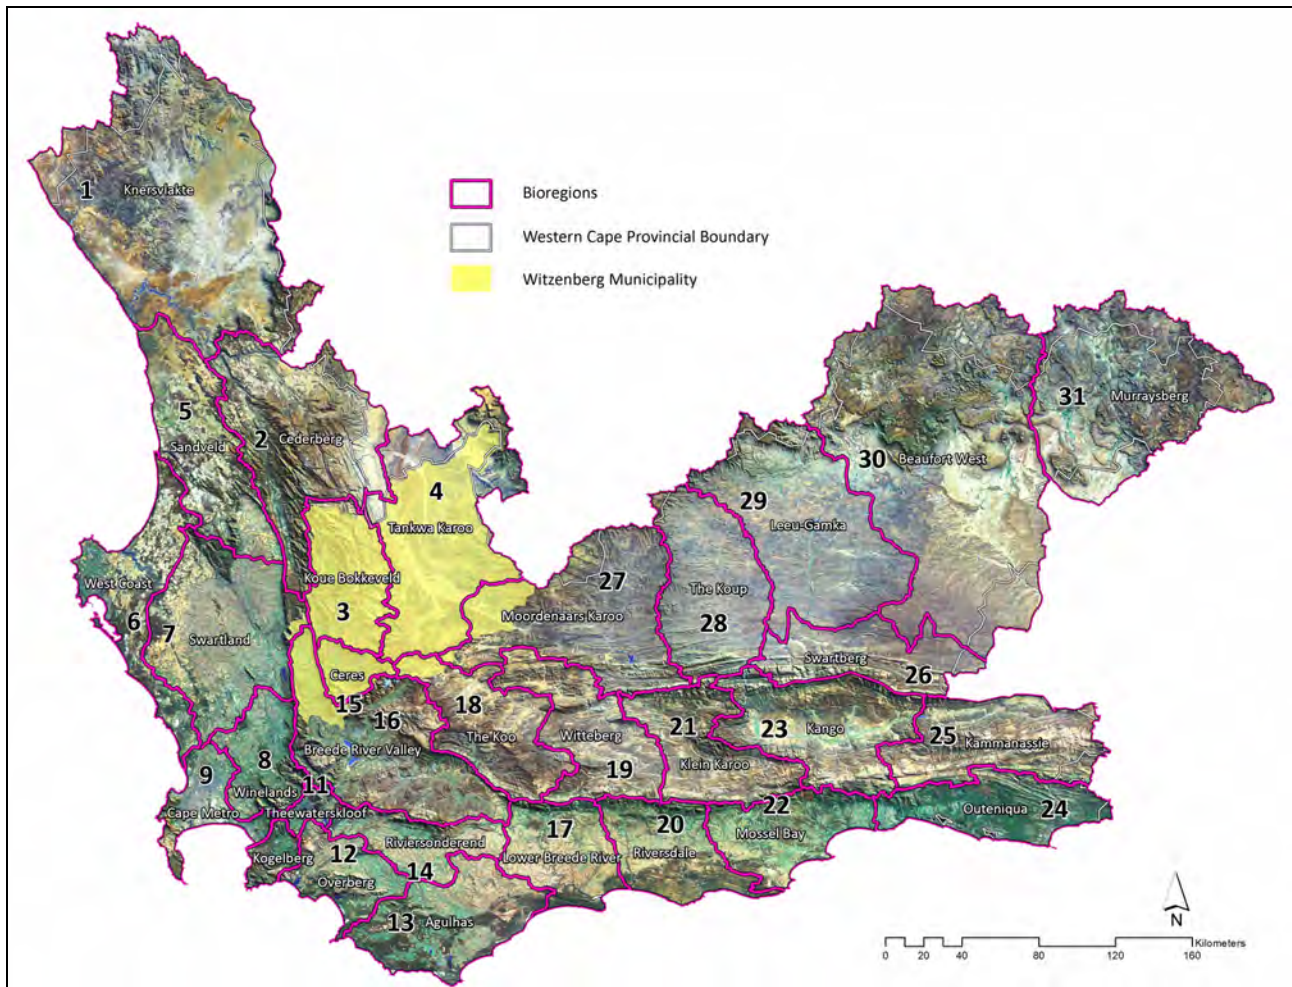 1
Knersvlakte
Bioregions
Western Cape Provincial Boundary
Witzenberg Municipality
31
Murraysberg
5
Sandveld
2
Cederberg
30
Beaufort West
4
Tankwa Karoo
29
Leeu-Gamka
West Coast
Koue Bokkeveld
27
The Koup
3
Moordenaars Karoo
6
7
28
Swartland
Swartberg
26
Ceres
15
18
16
21
23
Kango
25
The Koo
Witteberg
Kammanassie
Breede River Valley
8
19
Klein Karoo
9
11
Winelands
22
Outeniqua
24
Cape Metro
Theewaterskloof
17
20
Mossel Bay
Riviersonderend
12
Kogelberg
Lower Breede River
Riversdale
14
Overberg
13
Agulhas
N
Kilometers
0 20 40 80 120 160